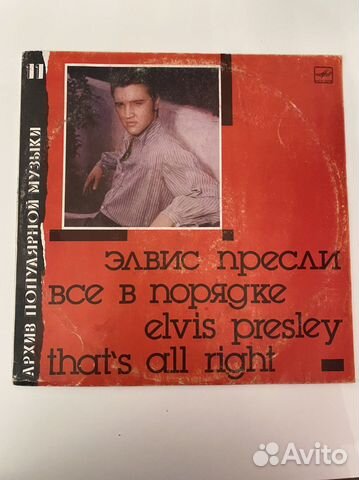 11
АРХИВ ПОПУЛЯРНОЙ МУЗЫКИ
элвис пресли
все в порядке
elvis presley
that's all right
Avito